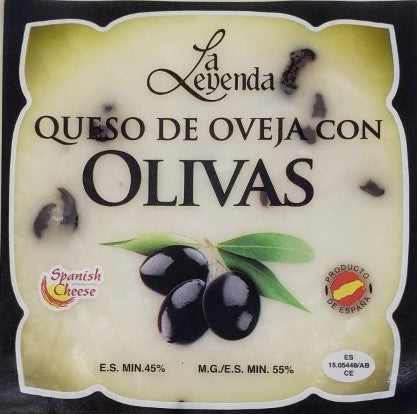 La
Leyenda
QUESO DE OVEJA CON
OLIVAS
Spanish
Cheese
PRODUCTO
DE ESPAÑA
E.S. MIN.45%
M.G./E.S. MIN. 55%
ES
15.05448/AB
CE